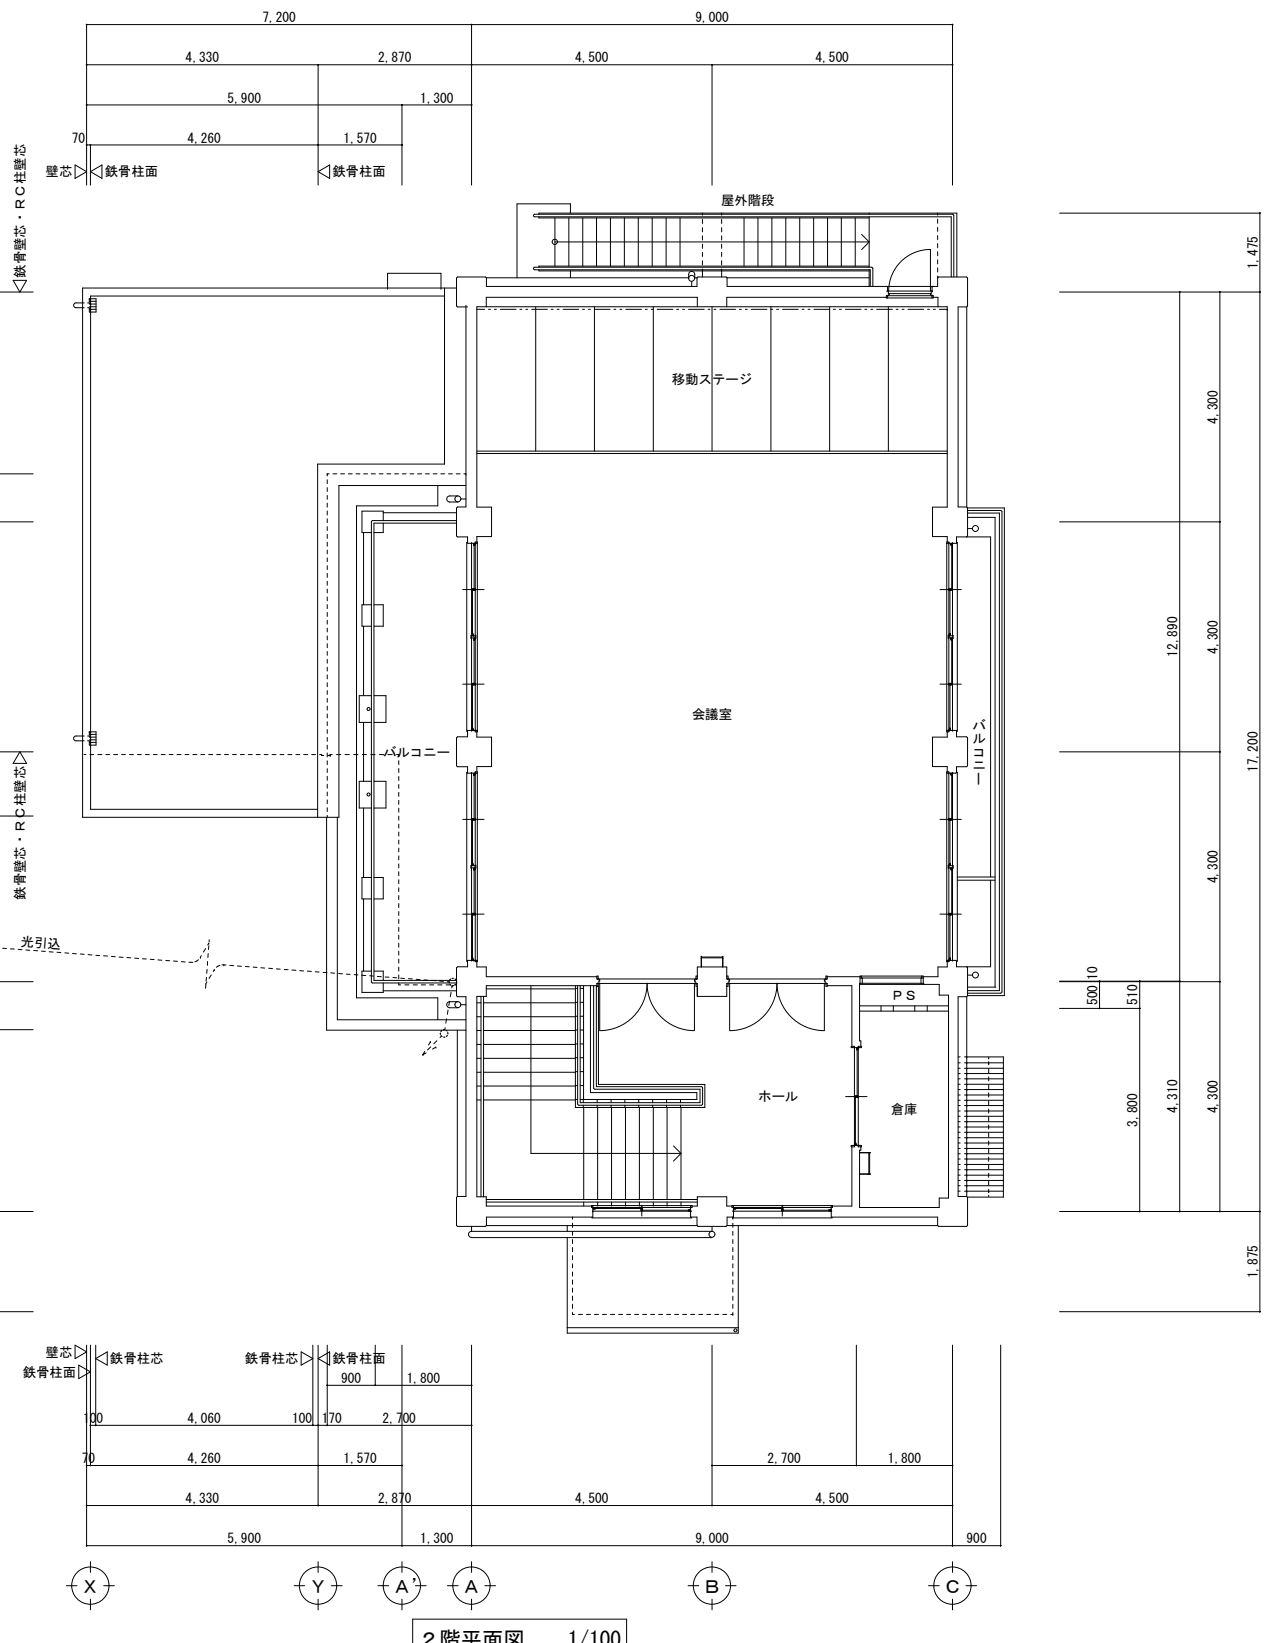 7,200 9,000
4,330 2,870 4,500 4,500
5,900 1,300
70 4,260 1,570
壁芯 鉄骨柱面 鉄骨柱面
鉄骨壁芯・RC柱壁芯
屋外階段
1,475
移動ステージ
4,300
12,890
4,300
17,200
会議室
バルコニー
バルコニー
鉄骨壁芯・RC柱壁芯
4,300
光引込
PS
10
500
510
ホール
倉庫
3,800
4,310
4,300
1,875
壁芯 鉄骨柱芯 鉄骨柱芯 鉄骨柱面
鉄骨柱面
900 1,800
100 4,060 100 170 2,700
70 4,260 1,570 2,700 1,800
4,330 2,870 4,500 4,500
5,900 1,300 9,000 900
X Y A' A B C
2階平面図 1/100